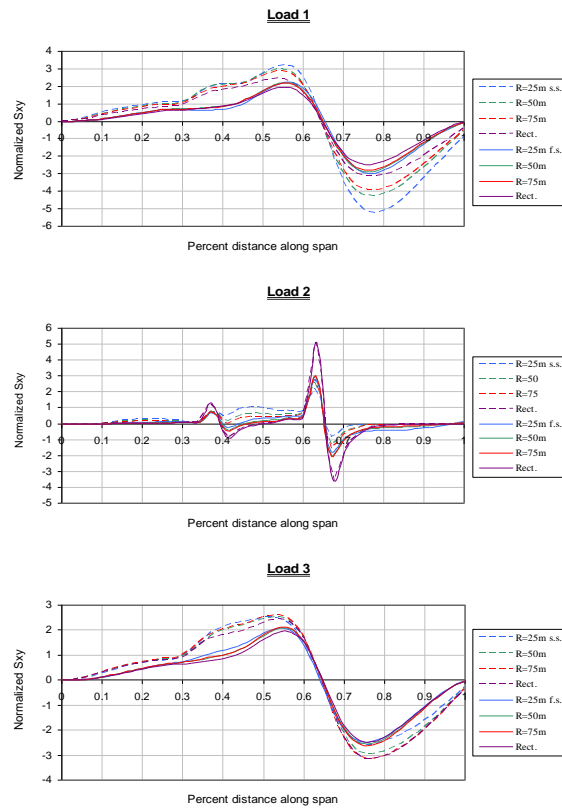 Load 1
Normalized Sxy
4
3
2
1
0
-1
-2
-3
-4
-5
-6
0 0.1 0.2 0.3 0.4 0.5 0.6 0.7 0.8 0.9 1
Percent distance along span
R=25m s.s.
R=50m
R=75m
Rect.
R=25m f.s.
R=50m
R=75m
Rect.
Load 2
Normalized Sxy
6
5
4
3
2
1
0
-1
-2
-3
-4
-5
0 0.1 0.2 0.3 0.4 0.5 0.6 0.7 0.8 0.9 1
Percent distance along span
R=25m s.s.
R=50
R=75
Rect.
R=25m f.s.
R=50m
R=75m
Rect.
Load 3
Normalized Sxy
3
2
1
0
-1
-2
-3
-4
0 0.1 0.2 0.3 0.4 0.5 0.6 0.7 0.8 0.9 1
Percent distance along span
R=25m s.s.
R=50m
R=75m
Rect.
R=25m f.s.
R=50m
R=75m
Rect.